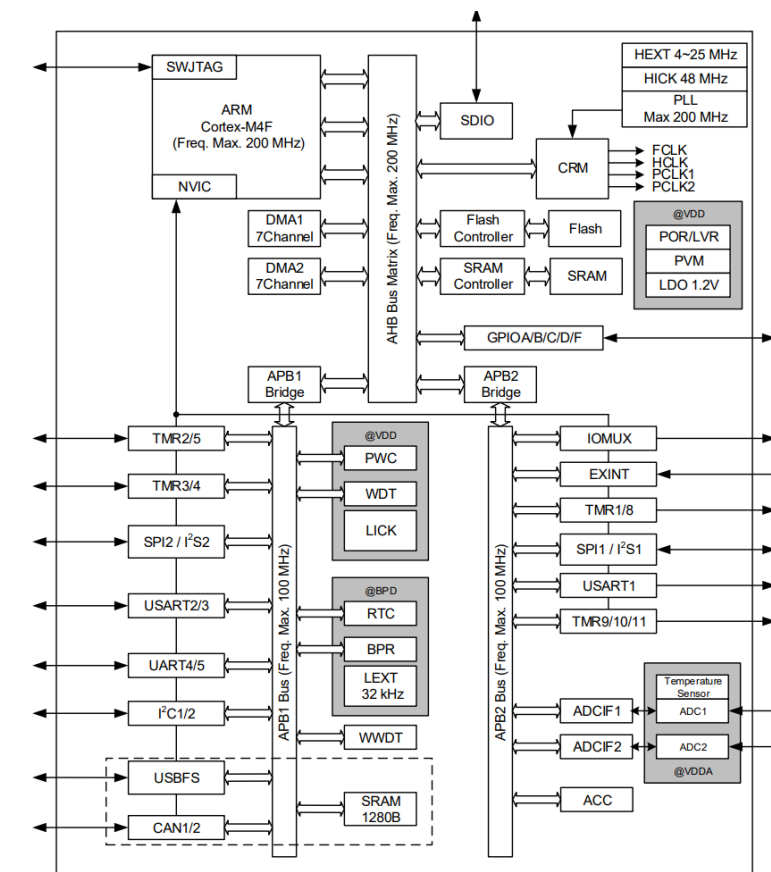 SWJTAG
ARM
Cortex-M4F
(Freq. Max. 200 MHz)
NVIC
AHB Bus Matrix (Freq. Max. 200 MHz)
SDIO
HEXT 4~25 MHz
HICK 48 MHz
PLL
Max 200 MHz
CRM
FCLK
HCLK
PCLK1
PCLK2
DMA1
7Channel
DMA2
7Channel
Flash
Controller
Flash
SRAM
Controller
SRAM
@VDD
POR/LVR
PVM
LDO 1.2V
GPIOA/B/C/D/F
APB1
Bridge
APB2
Bridge
TMR2/5
TMR3/4
SPI2 / I²S2
USART2/3
UART4/5
I²C1/2
USBFS
CAN1/2
APB1 Bus (Freq. Max. 100 MHz)
@VDD
PWC
WDT
LICK
@BPD
RTC
BPR
LEXT
32 kHz
WWDT
SRAM
1280B
APB2 Bus (Freq. Max. 100 MHz)
IOMUX
EXINT
TMR1/8
SPI1 / I²S1
USART1
TMR9/10/11
ADCIF1
ADCIF2
ACC
Temperature
Sensor
ADC1
ADC2
@VDDA